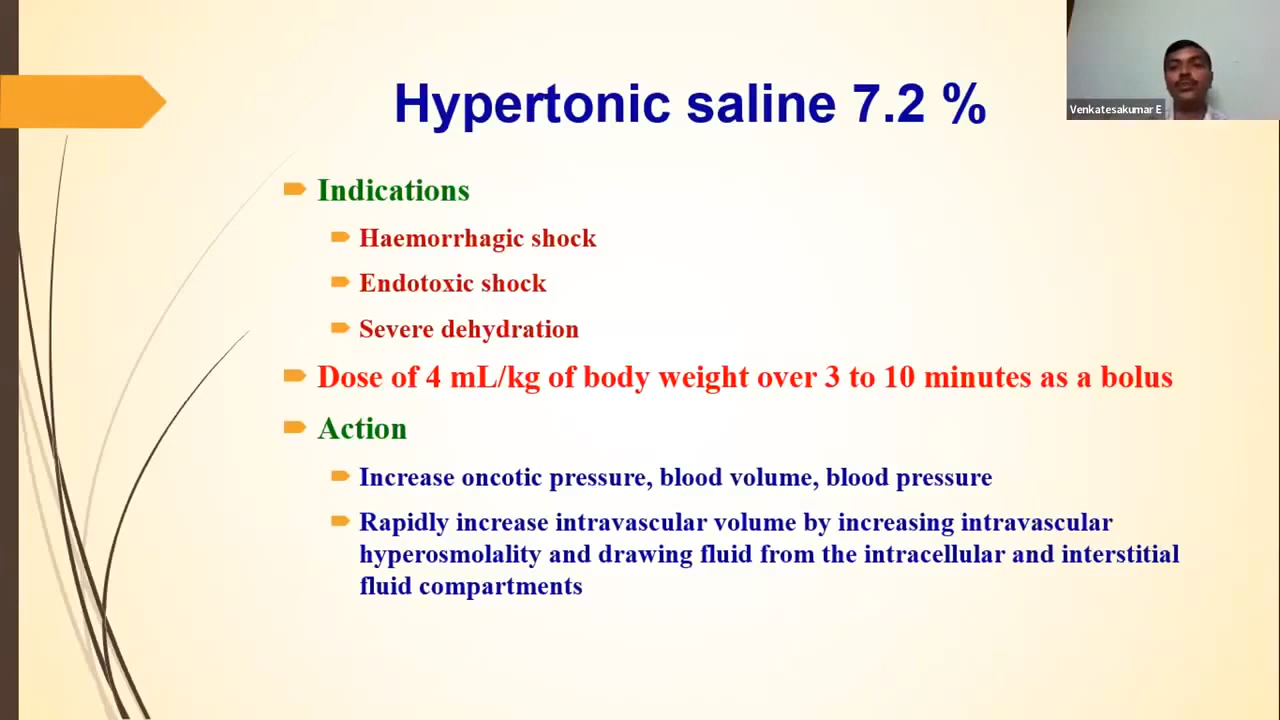 Hypertonic saline 7.2 %
Venkatesakumar E
Indications
Haemorrhagic shock
Endotoxic shock
Severe dehydration
Dose of 4 mL/kg of body weight over 3 to 10 minutes as a bolus
Action
Increase oncotic pressure, blood volume, blood pressure
Rapidly increase intravascular volume by increasing intravascular
hyperosmolality and drawing fluid from the intracellular and interstitial
fluid compartments